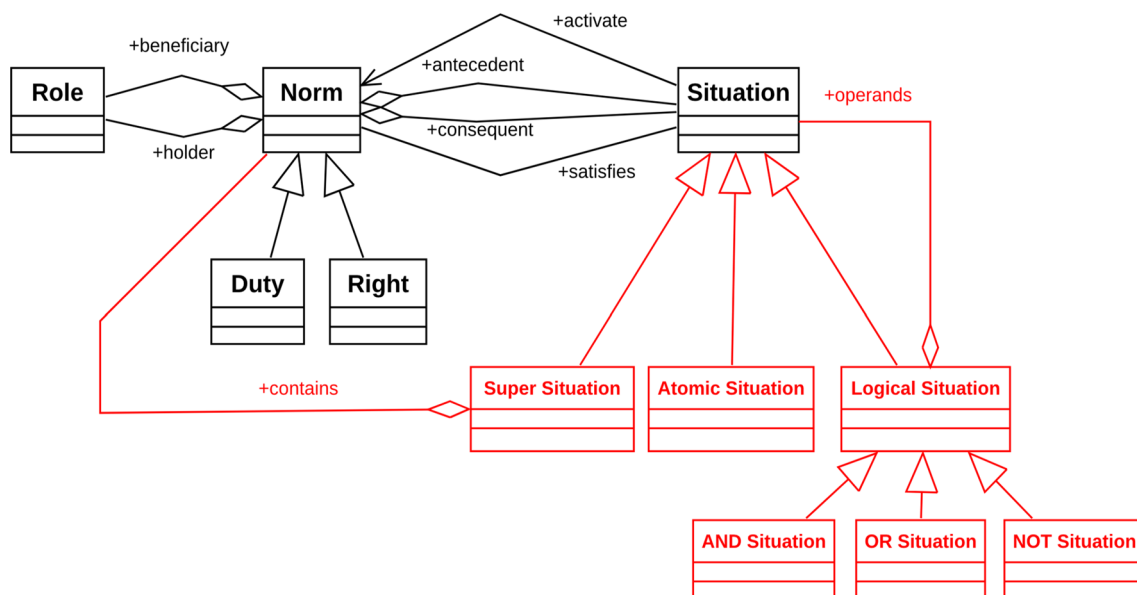 +activate
+beneficiary
+antecedent
Role
Norm
Situation
+operands
+consequent
+holder
+satisfies
Duty
Right
+contains
Super Situation
Atomic Situation
Logical Situation
AND Situation
OR Situation
NOT Situation